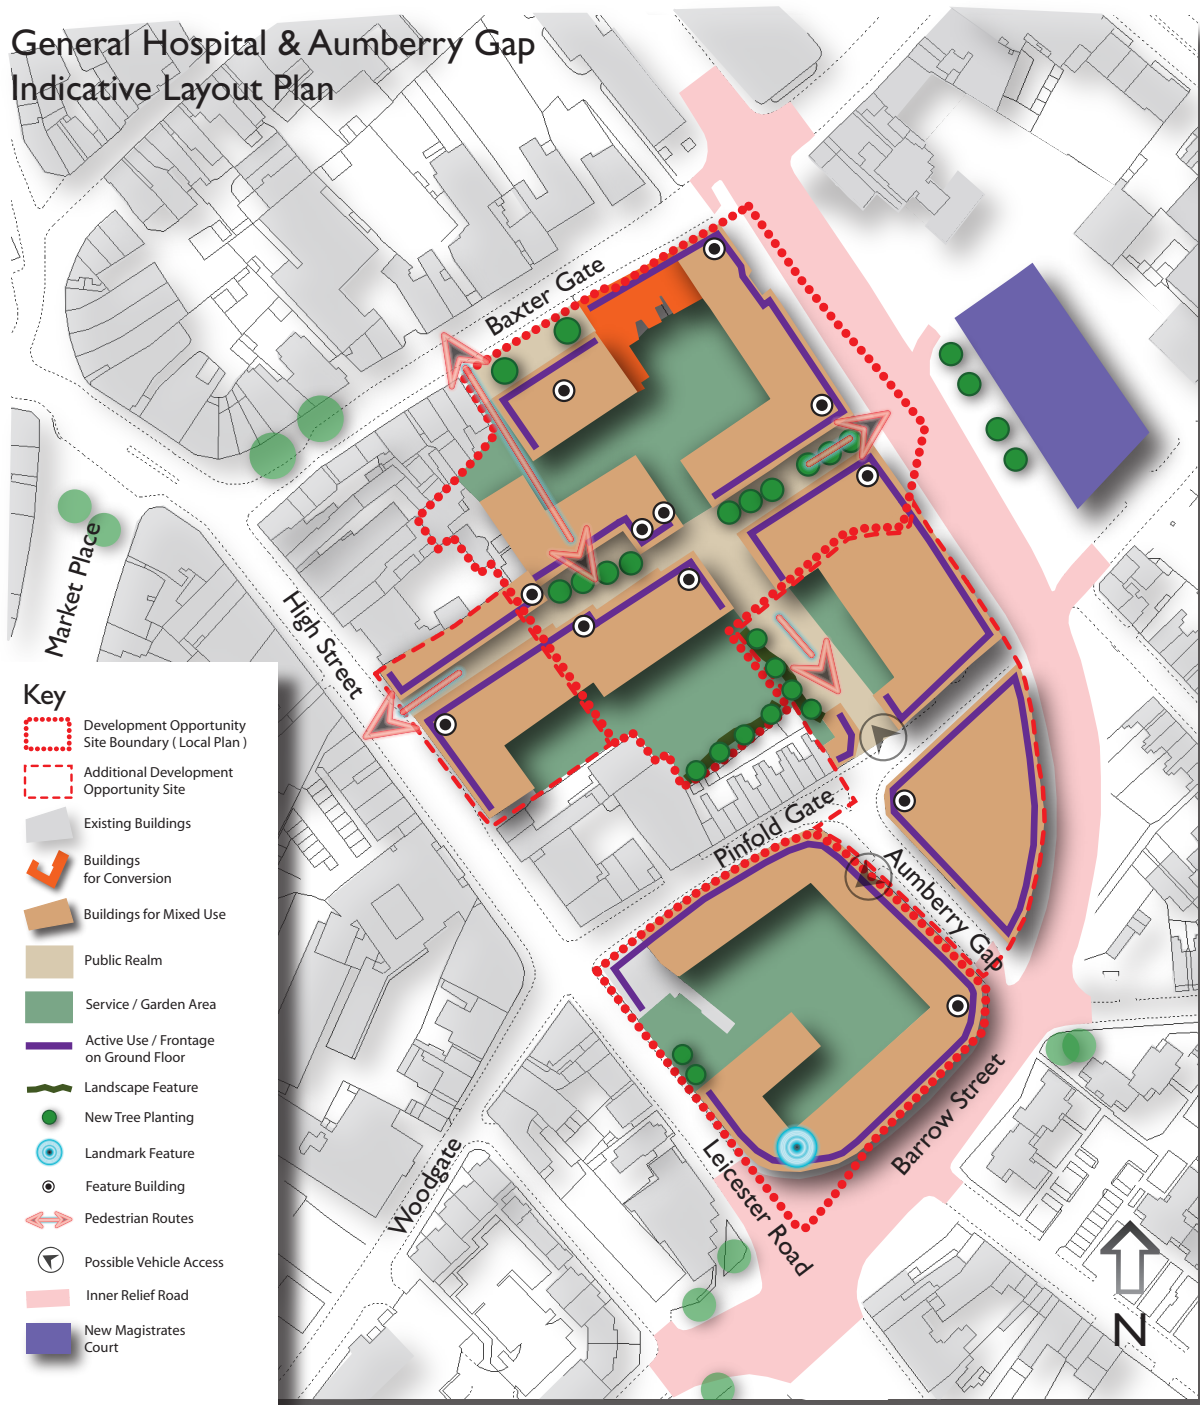 General Hospital & Aumberry Gap
Indicative Layout Plan
Baxter Gate
Market Place
High Street
Pinfold Gate
Aumberry Gap
Barrow Street
Leicester Road
Woodgate
N
Key
Development Opportunity
Site Boundary ( Local Plan )
Additional Development
Opportunity Site
Existing Buildings
Buildings
for Conversion
Buildings for Mixed Use
Public Realm
Service / Garden Area
Active Use / Frontage
on Ground Floor
Landscape Feature
New Tree Planting
Landmark Feature
Feature Building
Pedestrian Routes
Possible Vehicle Access
Inner Relief Road
New Magistrates
Court